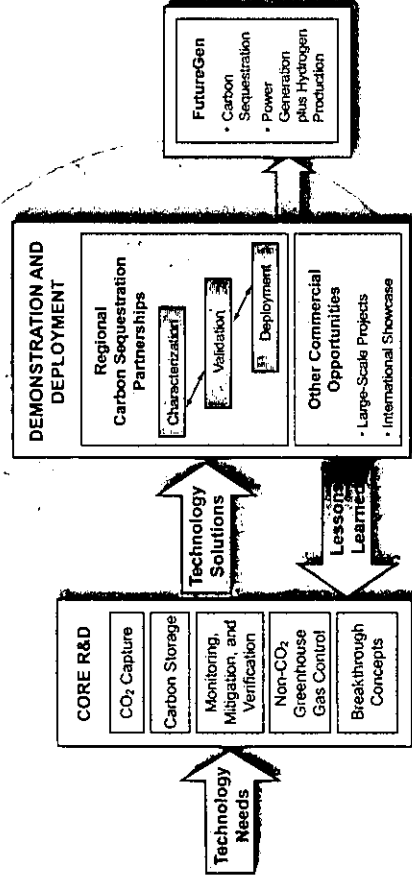 Technology
Needs
CORE R&D
CO₂ Capture
Carbon Storage
Monitoring,
Mitigation, and
Verification
Non-CO₂
Greenhouse
Gas Control
Breakthrough
Concepts
Technology
Solutions
Lessons
Learned
DEMONSTRATION AND
DEPLOYMENT
Regional
Carbon Sequestration
Partnerships
Characterization
Validation
Deployment
Other Commercial
Opportunities
• Large-Scale Projects
• International Showcase
FutureGen
• Carbon
Sequestration
• Power
Generation
plus Hydrogen
Production